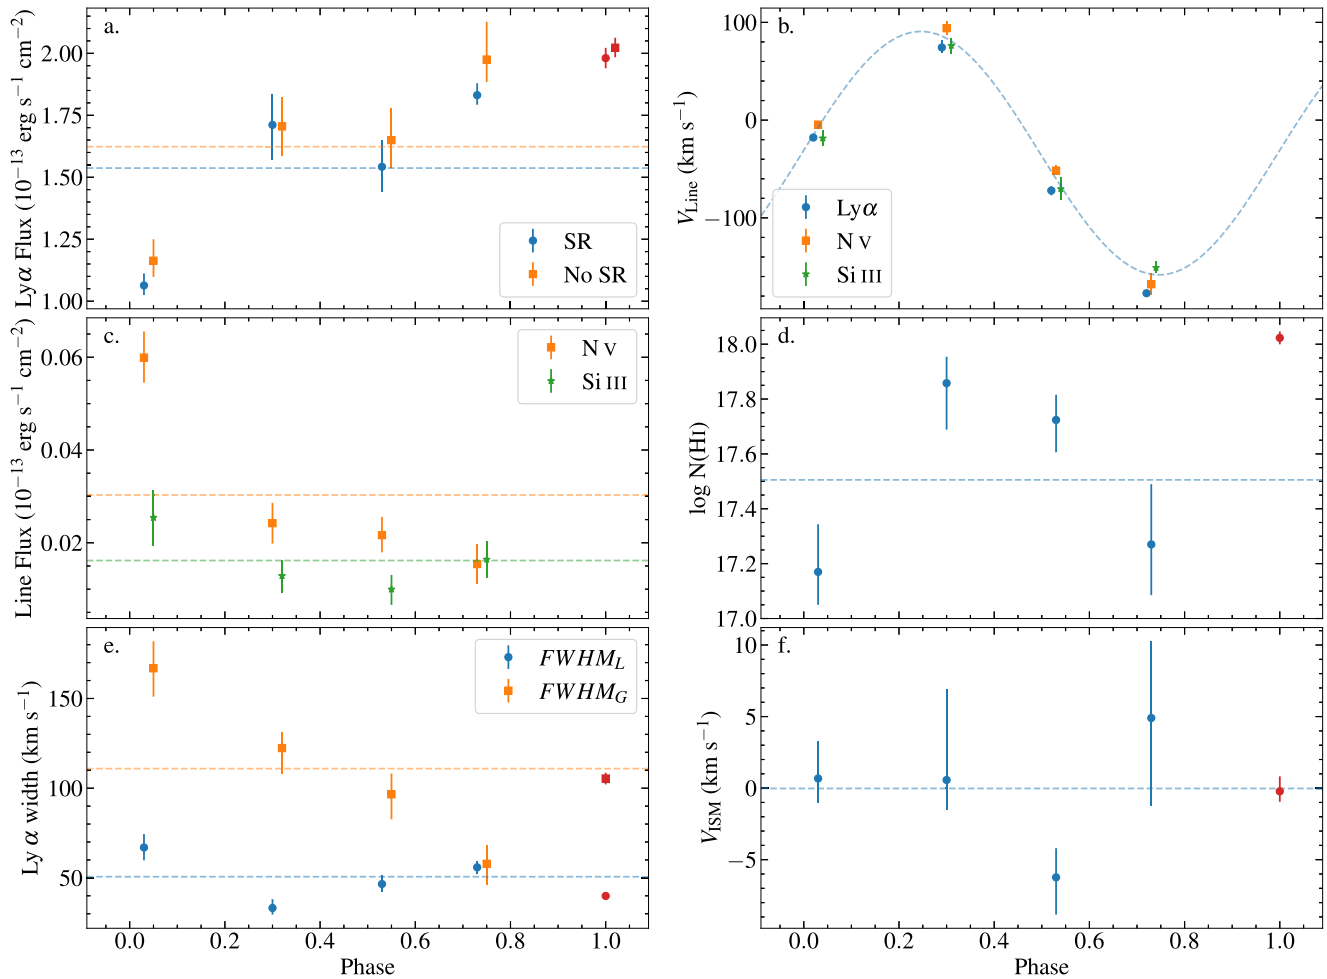 a.
Lyα Flux (10⁻¹³ erg s⁻¹ cm⁻²)
2.00
1.75
1.50
1.25
1.00
SR
No SR
b.
V_Line (km s⁻¹)
100
0
−100
Lyα
N V
Si III
c.
Line Flux (10⁻¹³ erg s⁻¹ cm⁻²)
0.06
0.04
0.02
N V
Si III
d.
log N(HI)
18.0
17.8
17.6
17.4
17.2
17.0
e.
Ly α width (km s⁻¹)
150
100
50
FWHM_L
FWHM_G
0.0 0.2 0.4 0.6 0.8 1.0
Phase
f.
V_ISM (km s⁻¹)
10
5
0
−5
0.0 0.2 0.4 0.6 0.8 1.0
Phase